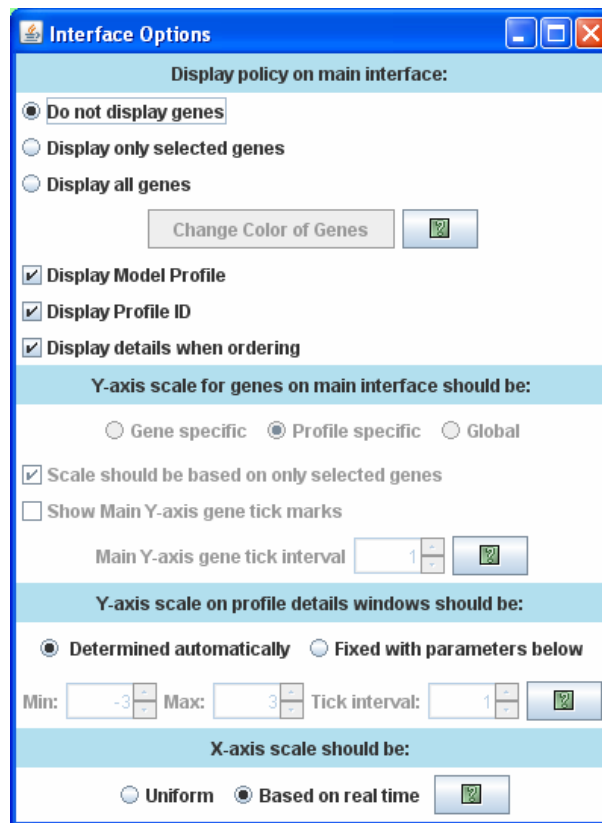 Interface Options
Display policy on main interface:
Do not display genes
Display only selected genes
Display all genes
Change Color of Genes ?
Display Model Profile
Display Profile ID
Display details when ordering
Y-axis scale for genes on main interface should be:
Gene specific Profile specific Global
Scale should be based on only selected genes
Show Main Y-axis gene tick marks
Main Y-axis gene tick interval 1 ?
Y-axis scale on profile details windows should be:
Determined automatically Fixed with parameters below
Min: -3 Max: 3 Tick interval: 1 ?
X-axis scale should be:
Uniform Based on real time ?